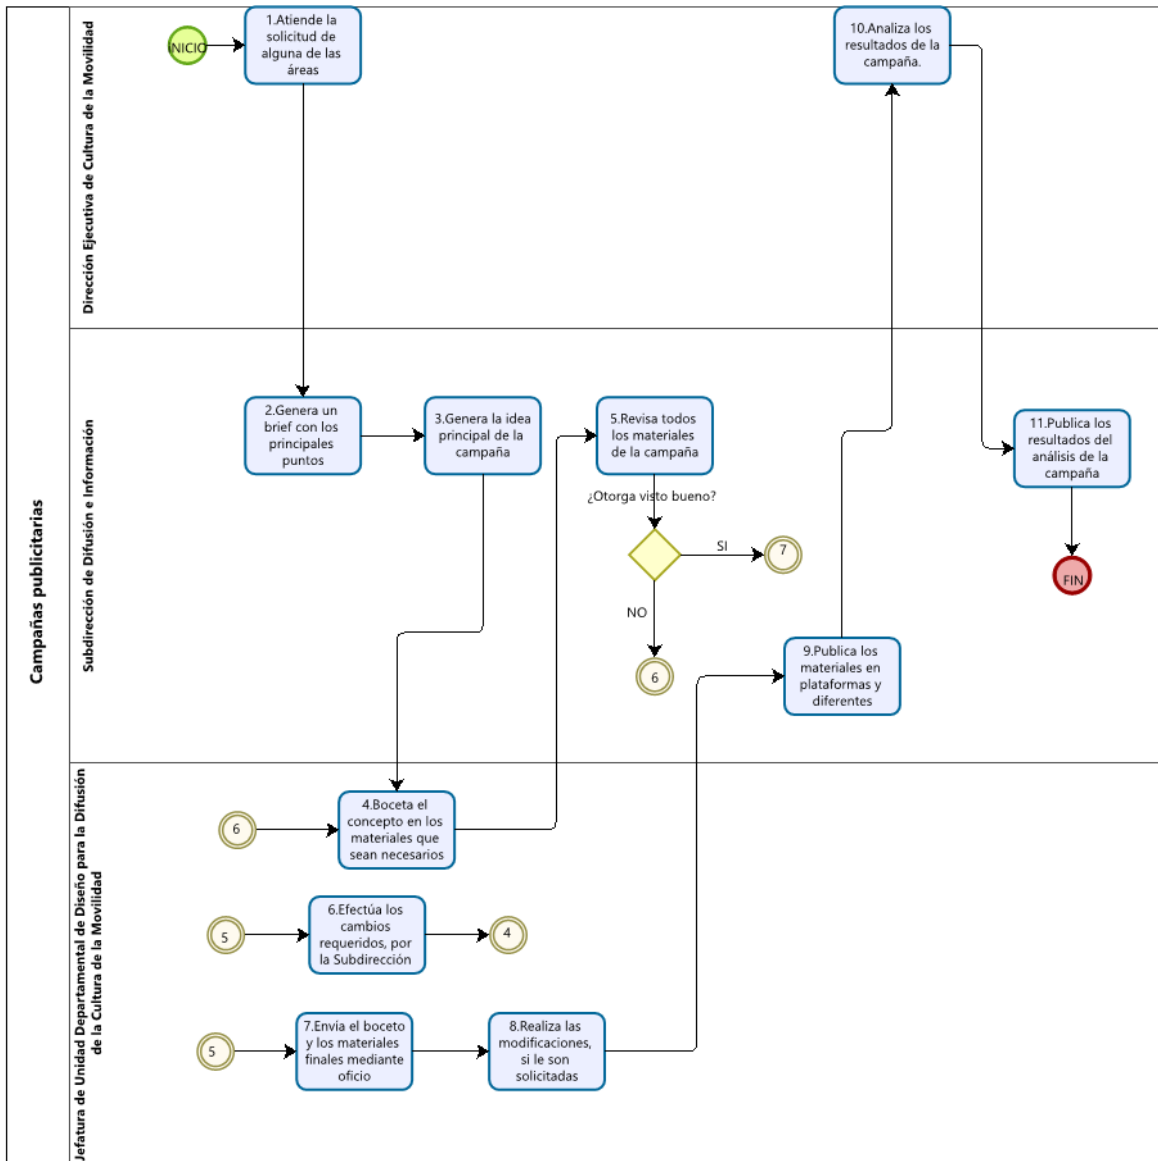 Campañas publicitarias
Dirección Ejecutiva de Cultura de la Movilidad
INICIO
1.Atiende la
solicitud de
alguna de las
áreas
10.Analiza los
resultados de la
campaña.
Subdirección de Difusión e Información
2.Genera un
brief con los
principales
puntos
3.Genera la idea
principal de la
campaña
5.Revisa todos
los materiales
de la campaña
¿Otorga visto bueno?
SI
7
NO
6
9.Publica los
materiales en
plataformas y
diferentes
11.Publica los
resultados del
análisis de la
campaña
FIN
Jefatura de Unidad Departamental de Diseño para la Difusión
de la Cultura de la Movilidad
6
4.Boceta el
concepto en los
materiales que
sean necesarios
5
6.Efectúa los
cambios
requeridos, por
la Subdirección
4
5
7.Envía el boceto
y los materiales
finales mediante
oficio
8.Realiza las
modificaciones,
si le son
solicitadas